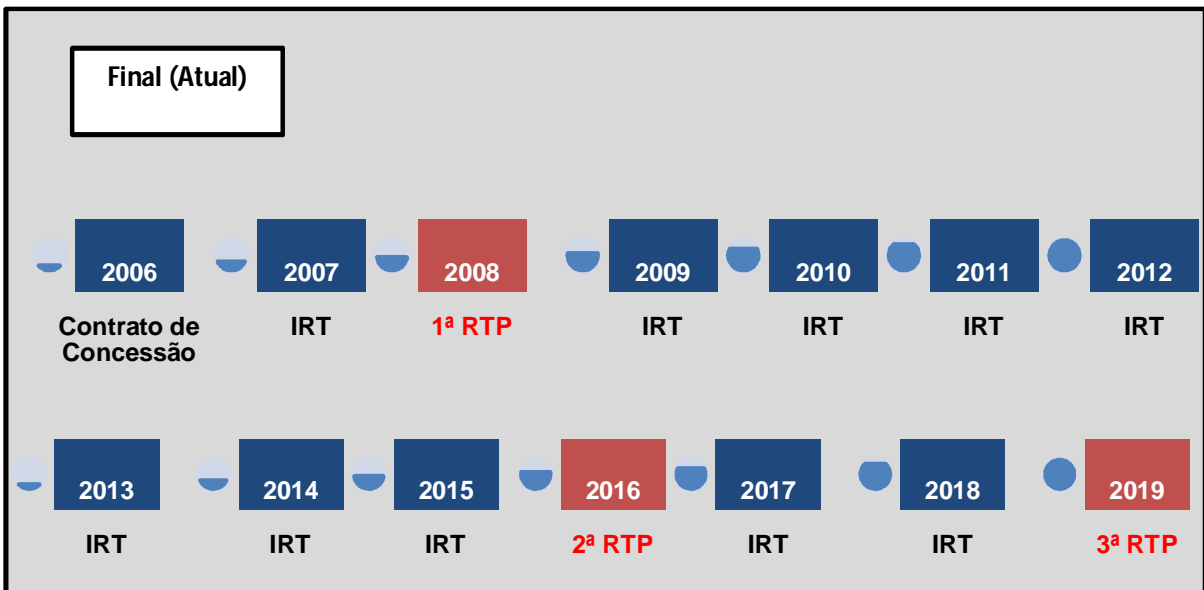 Final (Atual)
2006 2007 2008 2009 2010 2011 2012
Contrato de Concessão IRT 1ª RTP IRT IRT IRT IRT
2013 2014 2015 2016 2017 2018 2019
IRT IRT IRT 2ª RTP IRT IRT 3ª RTP